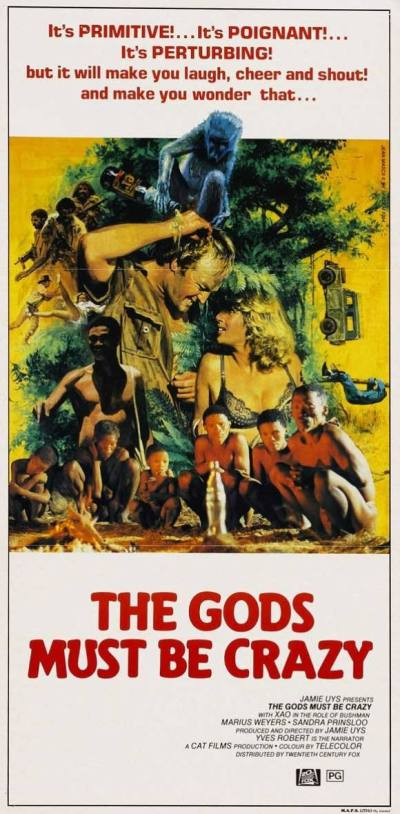 It's PRIMITIVE!... It's POIGNANT!...
It's PERTURBING!
but it will make you laugh, cheer and shout!
and make you wonder that...
THE GODS
MUST BE CRAZY
JAMIE UYS PRESENTS
THE GODS MUST BE CRAZY
WITH XAO IN THE ROLE OF BUSHMAN
MARIUS WEYERS • SANDRA PRINSLOO
PRODUCED AND DIRECTED BY JAMIE UYS
YVES ROBERT IS THE NARRATOR
A CAT FILMS PRODUCTION • COLOUR BY TELECOLOR
DISTRIBUTED BY TWENTIETH CENTURY FOX
PG